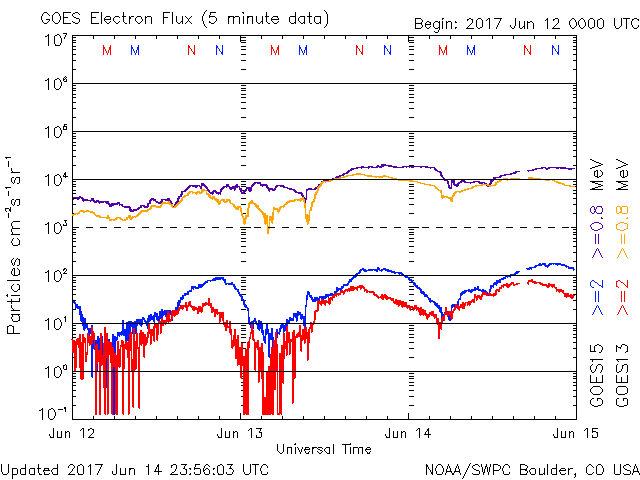 GOES Electron Flux (5 minute data)
Begin: 2017 Jun 12 0000 UTC
M M N N M M N N M M N N
10⁷
10⁶
10⁵
10⁴
10³
10²
10¹
10⁰
10⁻¹
Particles cm⁻²s⁻¹sr⁻¹
GOES15 >=2 >=0.8 MeV
GOES13 >=2 >=0.8 MeV
Jun 12 Jun 13 Jun 14 Jun 15
Universal Time
Updated 2017 Jun 14 23:56:03 UTC
NOAA/SWPC Boulder, CO USA